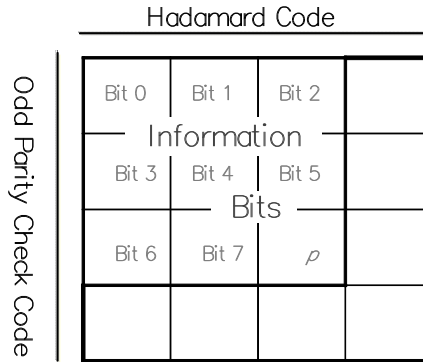 Hadamard Code
Odd Parity Check Code
Bit 0 Bit 1 Bit 2
Information
Bit 3 Bit 4 Bit 5
Bits
Bit 6 Bit 7 p